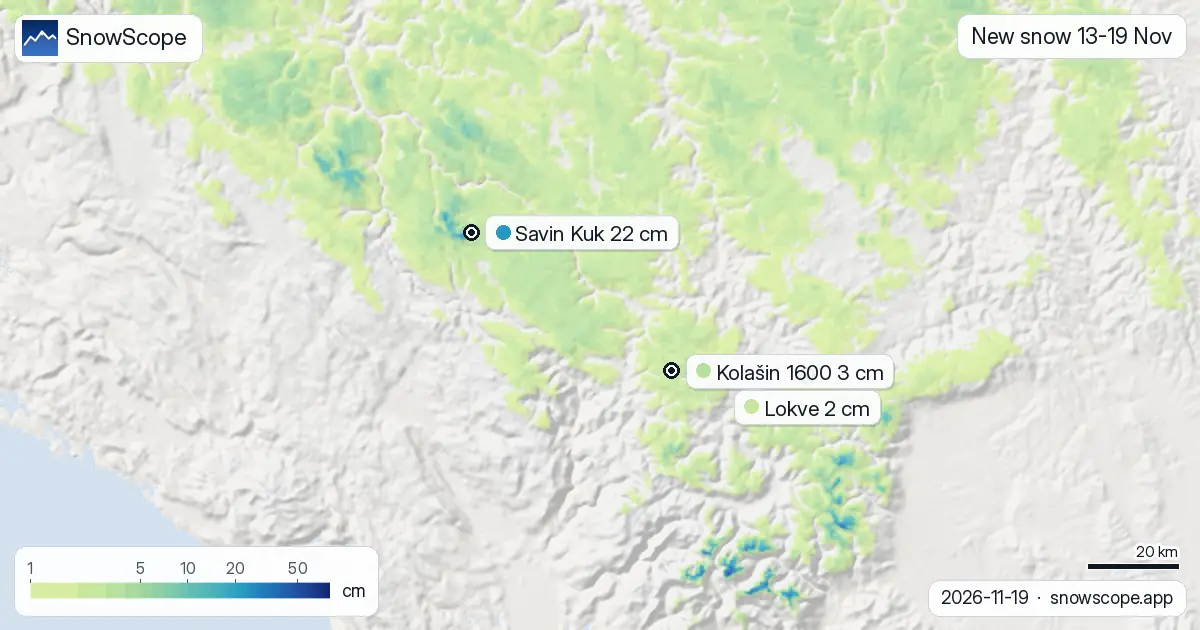 SnowScope
New snow 13-19 Nov
Savin Kuk 22 cm
Kolašin 1600 3 cm
Lokve 2 cm
1 5 10 20 50
cm
20 km
2026-11-19 · snowscope.app